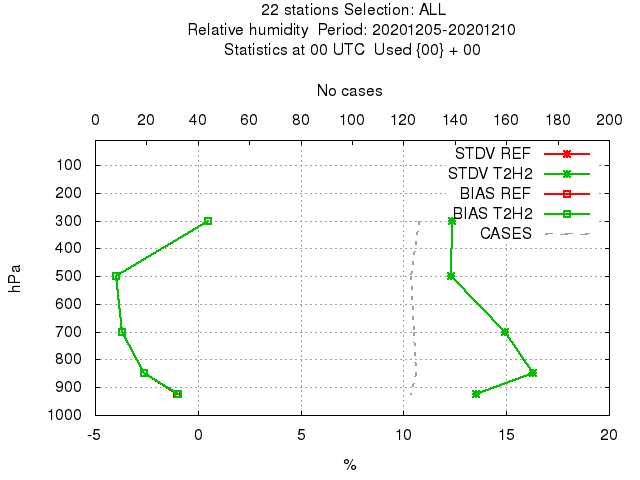 22 stations Selection: ALL
Relative humidity  Period: 20201205-20201210
Statistics at 00 UTC  Used {00} + 00
No cases
0 20 40 60 80 100 120 140 160 180 200
STDV REF
STDV T2H2
BIAS REF
BIAS T2H2
CASES
hPa
100
200
300
400
500
600
700
800
900
1000
-5 0 5 10 15 20
%